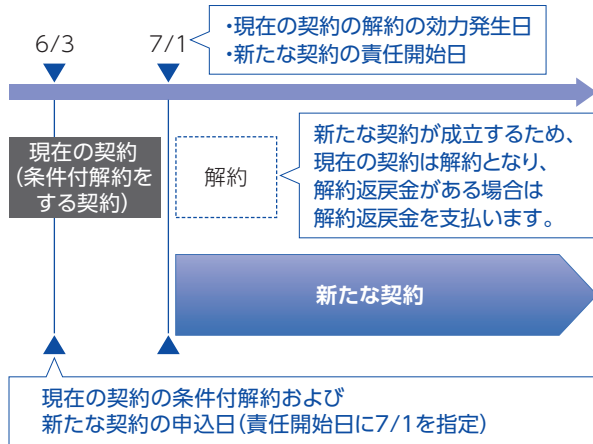 6/3
7/1
・現在の契約の解約の効力発生日
・新たな契約の責任開始日
現在の契約
(条件付解約を
する契約)
解約
新たな契約が成立するため、
現在の契約は解約となり、
解約返戻金がある場合は
解約返戻金を支払います。
新たな契約
現在の契約の条件付解約および
新たな契約の申込日(責任開始日に7/1を指定)